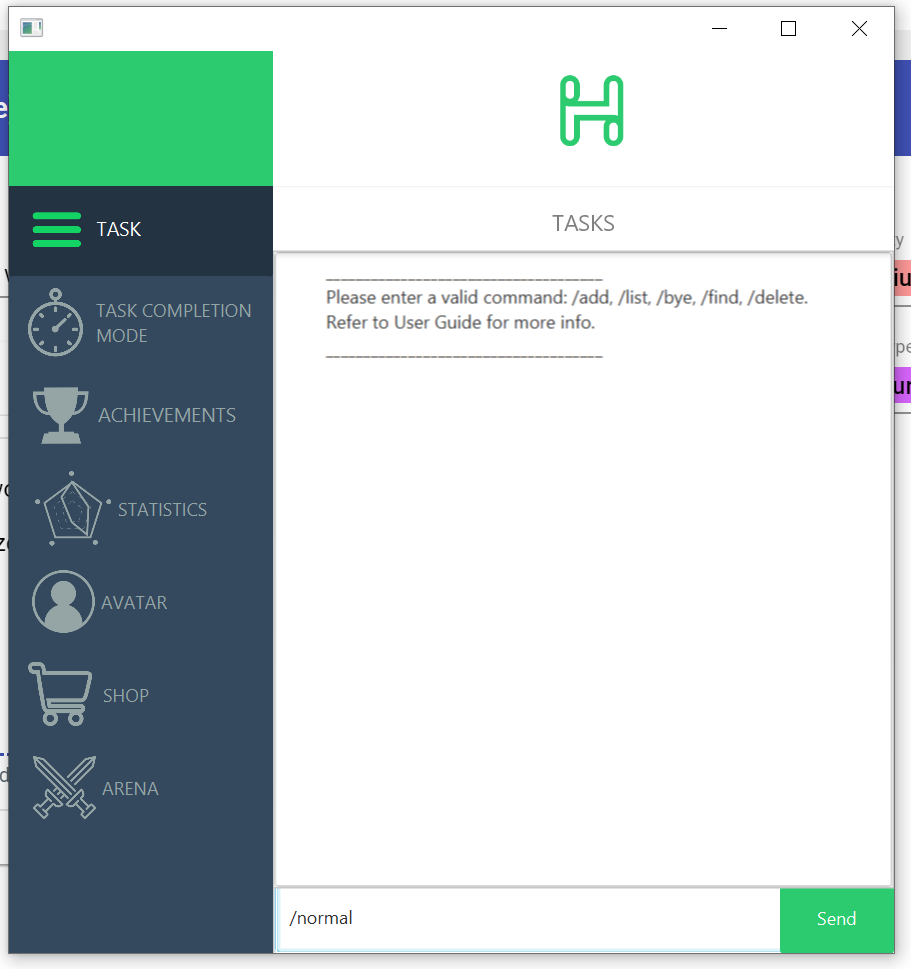 TASK
TASK COMPLETION
MODE
ACHIEVEMENTS
STATISTICS
AVATAR
SHOP
ARENA
TASKS
____________________________________
Please enter a valid command: /add, /list, /bye, /find, /delete.
Refer to User Guide for more info.
____________________________________
/normal
Send